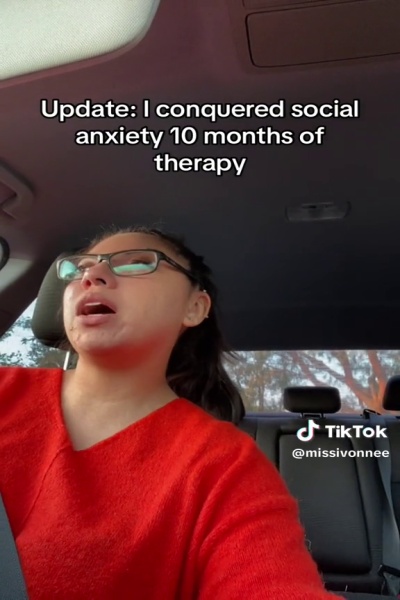 Update: I conquered social
anxiety 10 months of
therapy
TikTok
@missivonnee